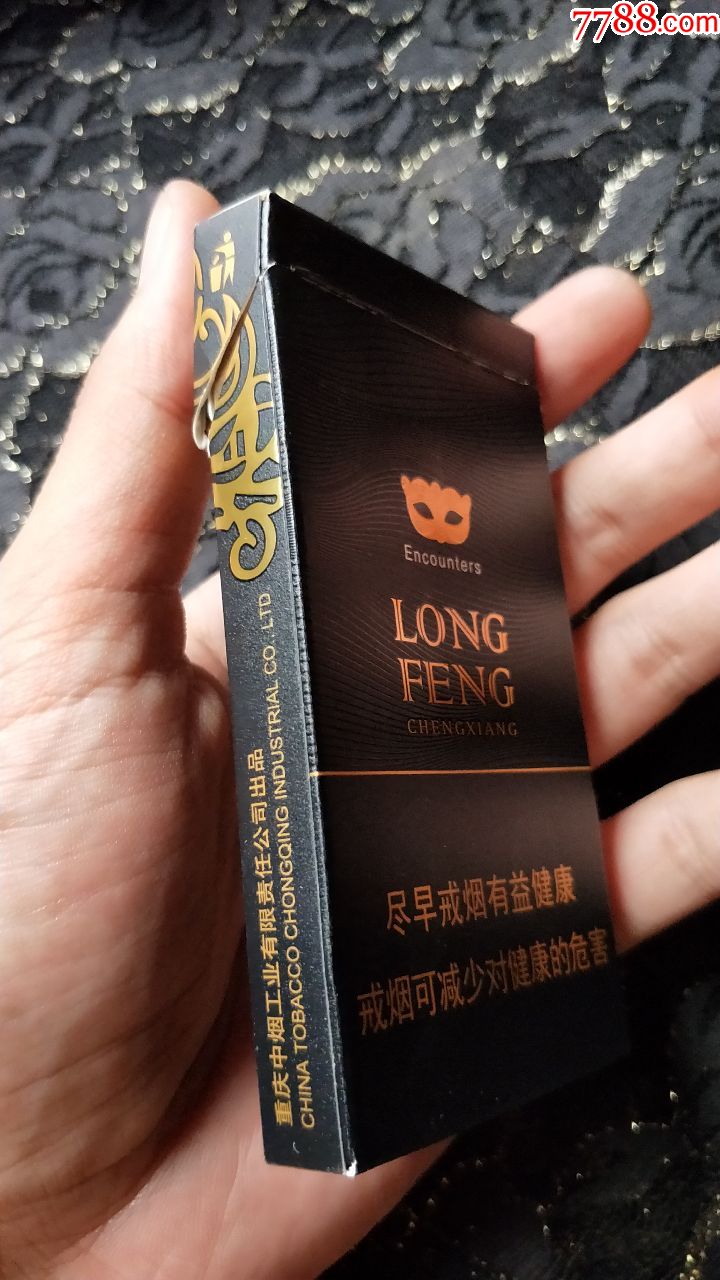 7788.com
Encounters
LONG
FENG
CHENGXIANG
尽早戒烟有益健康
戒烟可减少对健康的危害
重庆中烟工业有限责任公司出品
CHINA TOBACCO CHONGQING INDUSTRIAL CO., LTD